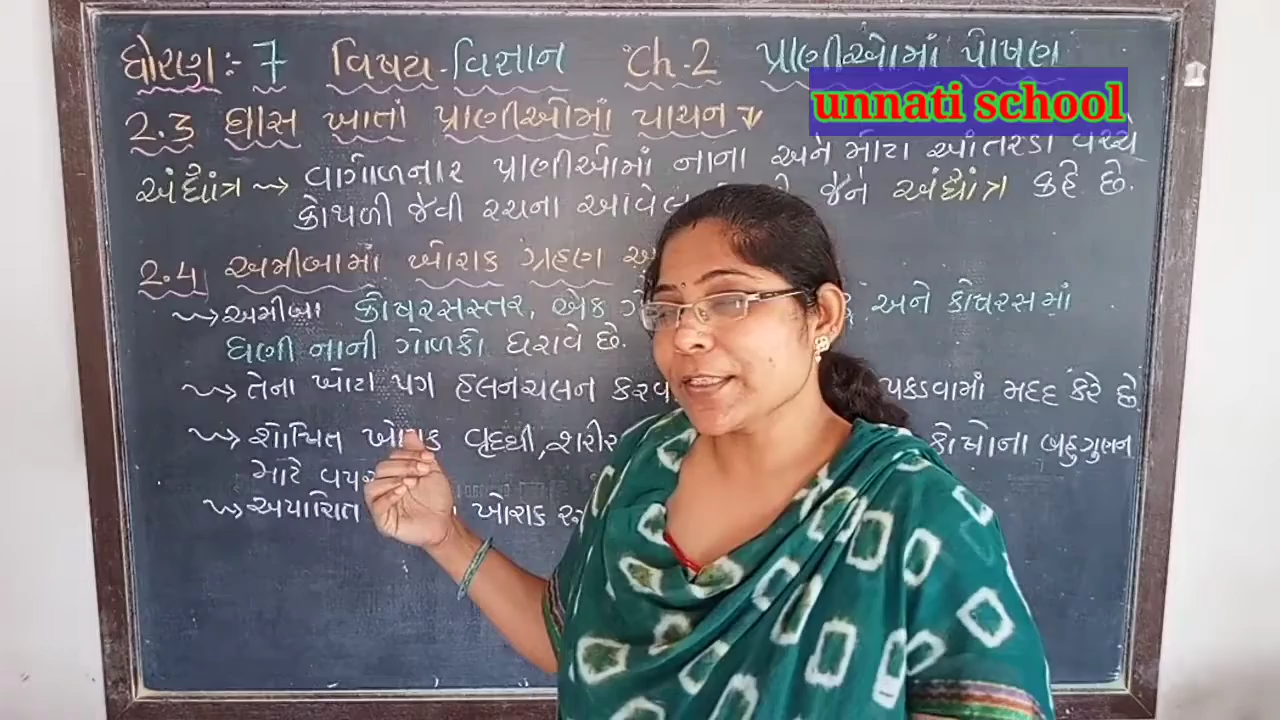 ધોરણ :- 7 વિષય - વિજ્ઞાન Ch - 2 પ્રાણીઓમાં પોષણ
unnati school
2.3 ઘાસ ખાતાં પ્રાણીઓમાં પાચન
અંધાંત્ર → વાગોળનાર પ્રાણીઓમાં નાના અને મોટા આંતરડા વચ્ચે
કોથળી જેવી રચના આવેલ જેને અંધાંત્ર કહે છે.
2.4 અમીબામાં ખોરાક ગ્રહણ
→ અમીબા કોષરસસ્તર, એક અને કોષરસમાં
ઘણી નાની ગોળકો ધરાવે છે.
→ તેના ખોટા પગ હલનચલન પકડવામાં મદદ કરે છે.
→ શોષિત ખોરાક વૃદ્ધી, શરીર કોષોના બહુગુણન
માટે
→ અપાચિત ખોરાક